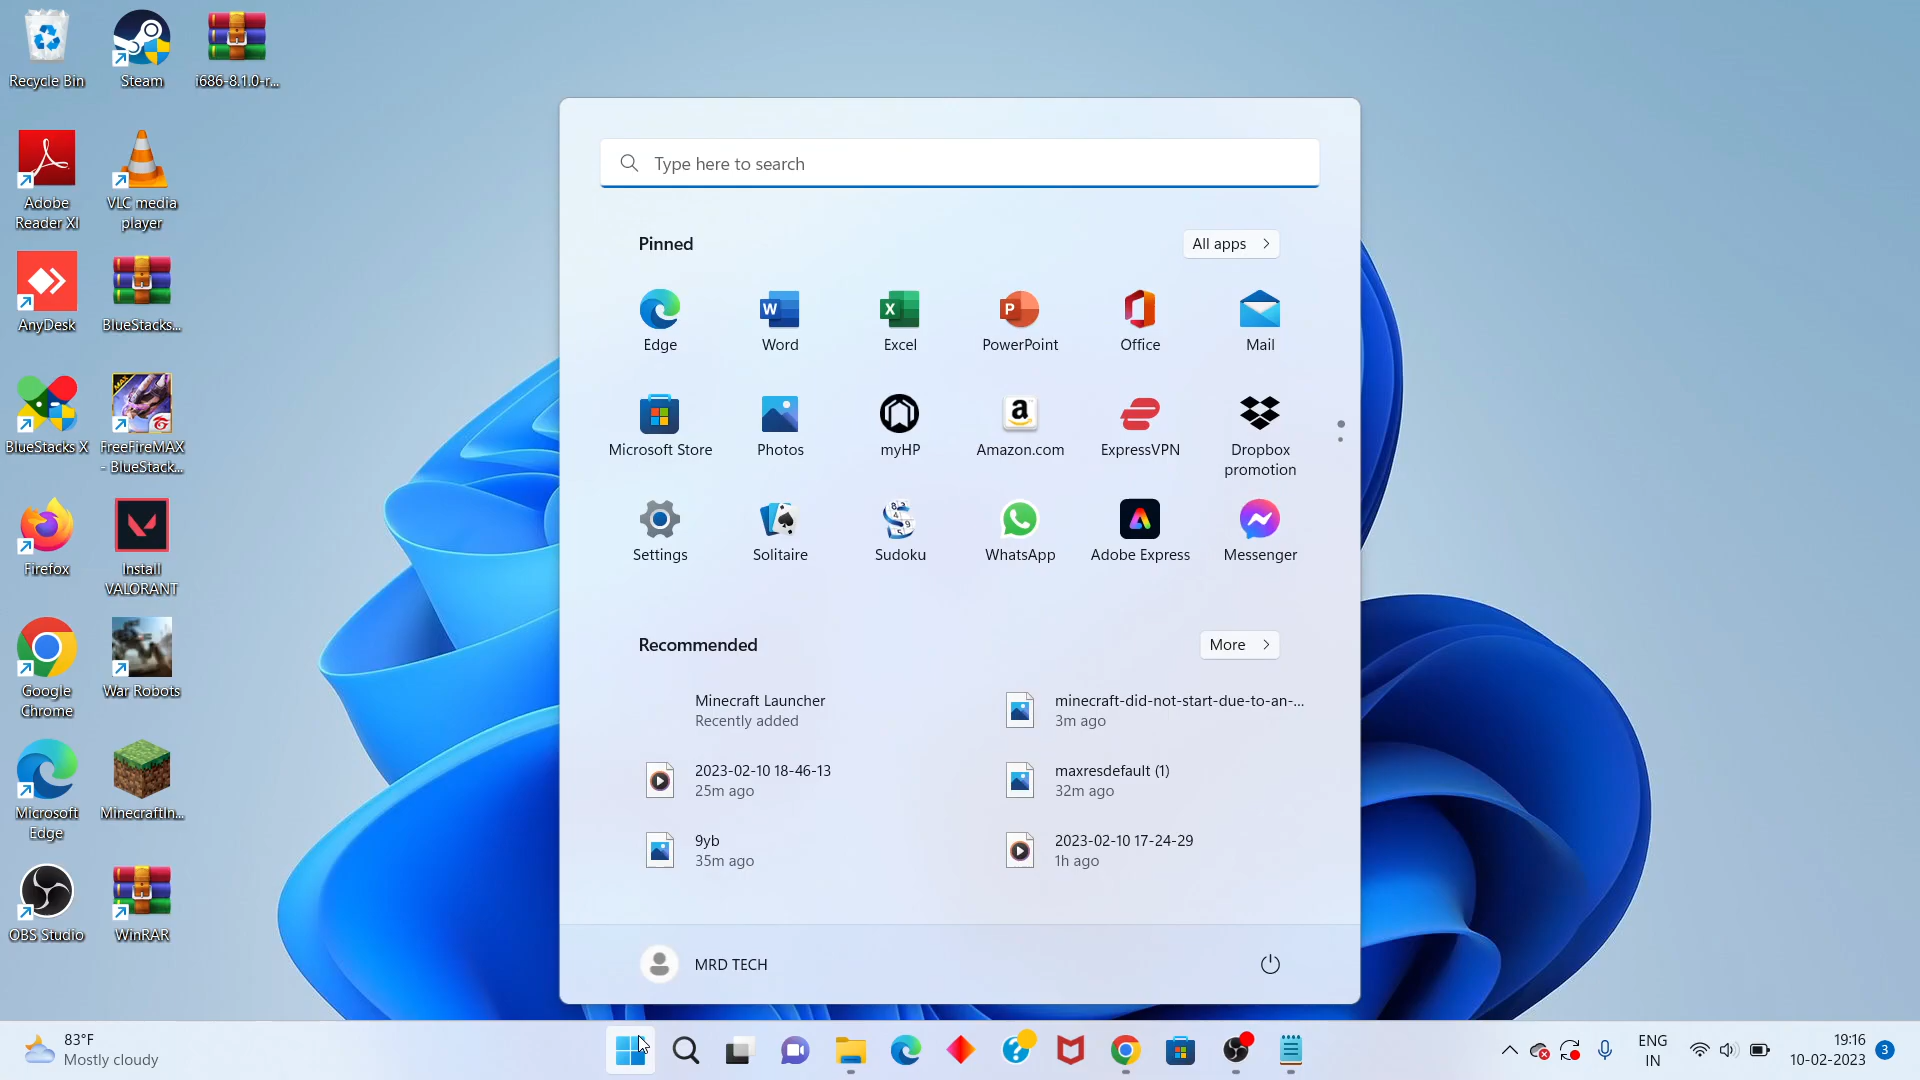 Recycle Bin
Steam
i686-8.1.0-r...
Adobe
Reader XI
VLC media
player
AnyDesk
BlueStacks...
BlueStacks X
FreeFireMAX
- BlueStack...
Firefox
Install
VALORANT
Google
Chrome
War Robots
Microsoft
Edge
MinecraftIn...
OBS Studio
WinRAR
Type here to search
Pinned
All apps
Edge
Word
Excel
PowerPoint
Office
Mail
Microsoft Store
Photos
myHP
Amazon.com
ExpressVPN
Dropbox
promotion
Settings
Solitaire
Sudoku
WhatsApp
Adobe Express
Messenger
Recommended
More
Minecraft Launcher
Recently added
minecraft-did-not-start-due-to-an-...
3m ago
2023-02-10 18-46-13
25m ago
maxresdefault (1)
32m ago
9yb
35m ago
2023-02-10 17-24-29
1h ago
MRD TECH
83°F
Mostly cloudy
ENG
IN
19:16
10-02-2023
3